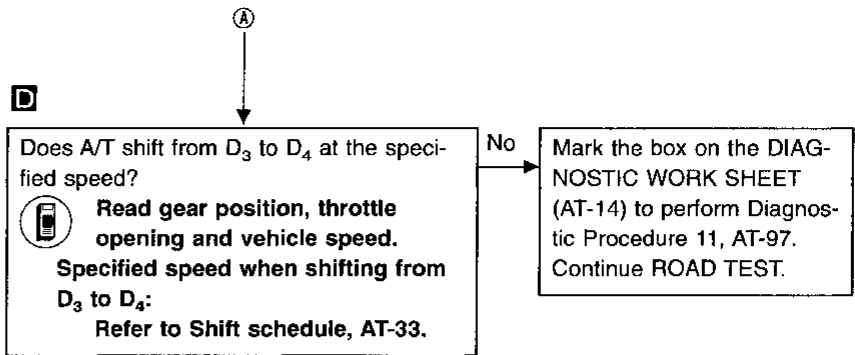 Ⓐ
D
Does A/T shift from D₃ to D₄ at the speci-
fied speed?
Read gear position, throttle
opening and vehicle speed.
Specified speed when shifting from
D₃ to D₄:
Refer to Shift schedule, AT-33.
No
Mark the box on the DIAG-
NOSTIC WORK SHEET
(AT-14) to perform Diagnos-
tic Procedure 11, AT-97.
Continue ROAD TEST.